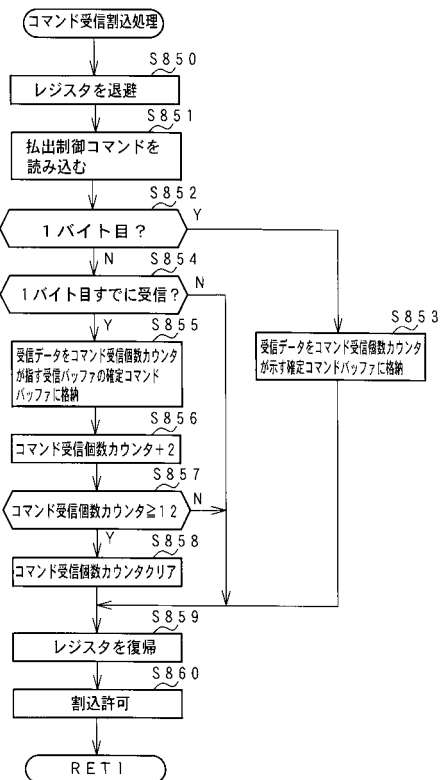 コマンド受信割込処理
S850
レジスタを退避
S851
払出制御コマンドを
読み込む
S852
1バイト目?
Y
N
S854
1バイト目すでに受信?
N
Y
S853
受信データをコマンド受信個数カウンタ
が示す確定コマンドバッファに格納
S855
受信データをコマンド受信個数カウンタ
が指す受信バッファの確定コマンド
バッファに格納
S856
コマンド受信個数カウンタ+2
S857
コマンド受信個数カウンタ≧12
N
Y
S858
コマンド受信個数カウンタクリア
S859
レジスタを復帰
S860
割込許可
RETI